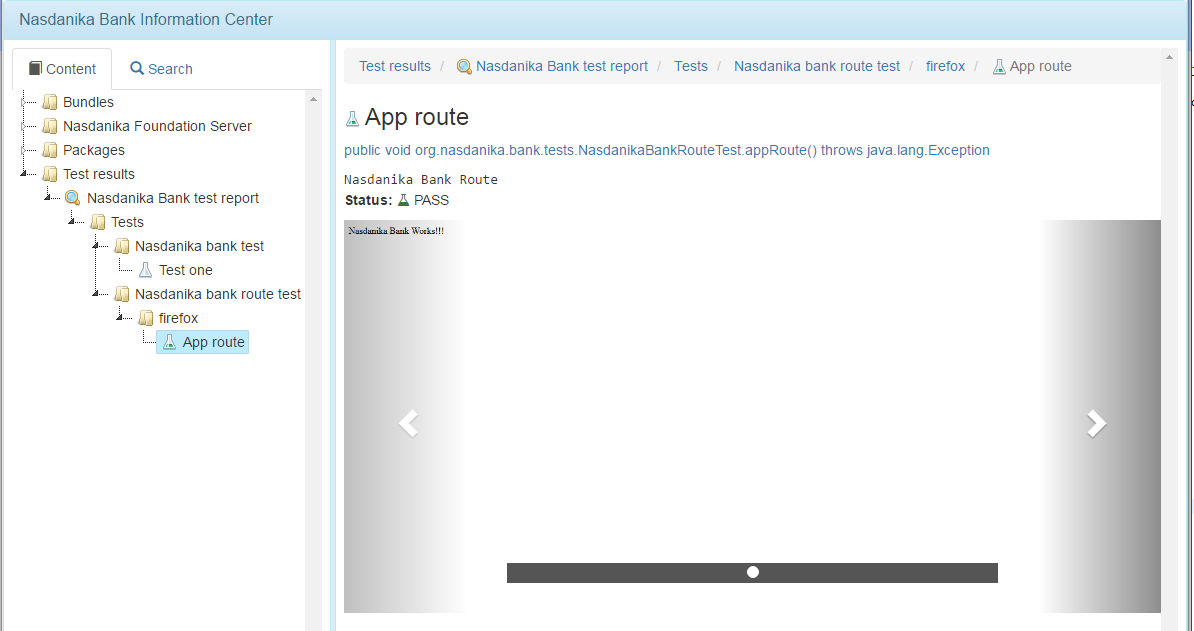 Nasdanika Bank Information Center
Content
Search
Bundles
Nasdanika Foundation Server
Packages
Test results
Nasdanika Bank test report
Tests
Nasdanika bank test
Test one
Nasdanika bank route test
firefox
App route
Test results / Nasdanika Bank test report / Tests / Nasdanika bank route test / firefox / App route
App route
public void org.nasdanika.bank.tests.NasdanikaBankRouteTest.appRoute() throws java.lang.Exception
Nasdanika Bank Route
Status: PASS
Nasdanika Bank Works!!!